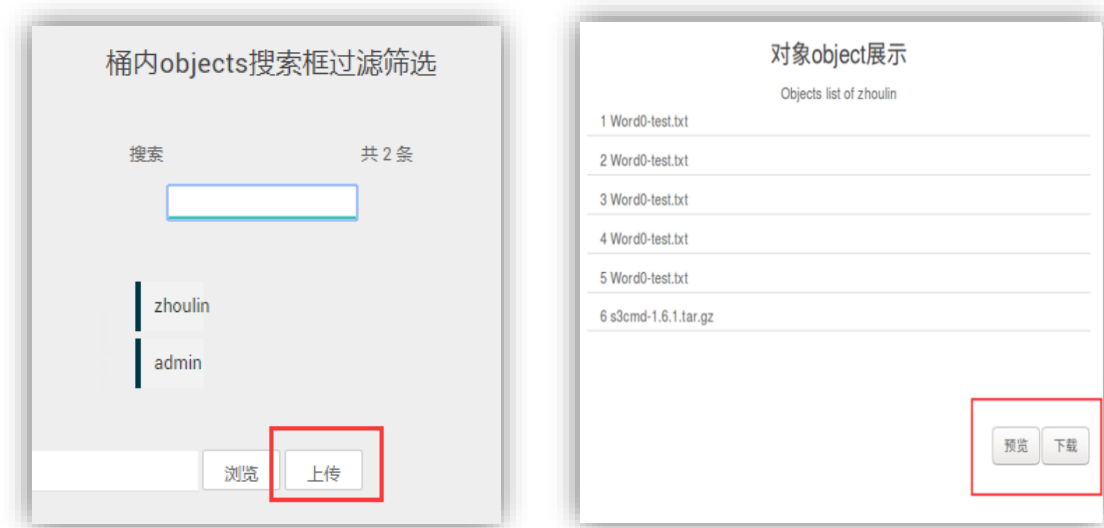 桶内objects搜索框过滤筛选
搜索 共 2 条
zhoulin
admin
浏览 上传
对象object展示
Objects list of zhoulin
1 Word0-test.txt
2 Word0-test.txt
3 Word0-test.txt
4 Word0-test.txt
5 Word0-test.txt
6 s3cmd-1.6.1.tar.gz
预览 下载